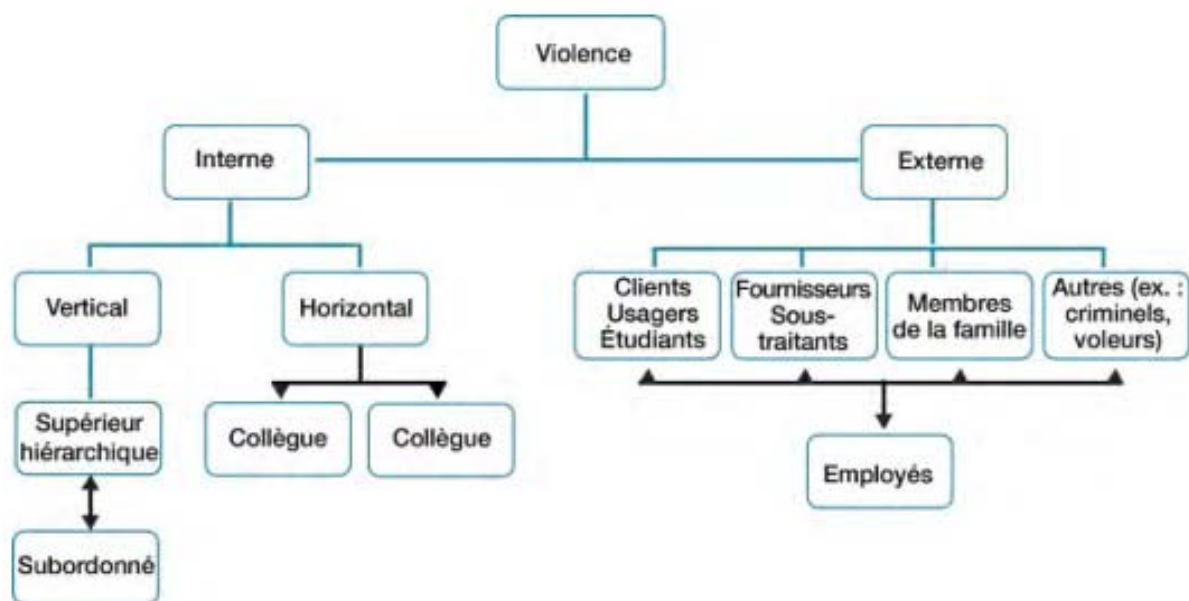 Violence
Interne
Externe
Vertical
Horizontal
Clients
Usagers
Étudiants
Fournisseurs
Sous-
traitants
Membres
de la famille
Autres (ex. :
criminels,
voleurs)
Supérieur
hiérarchique
Collègue
Collègue
Employés
Subordonné